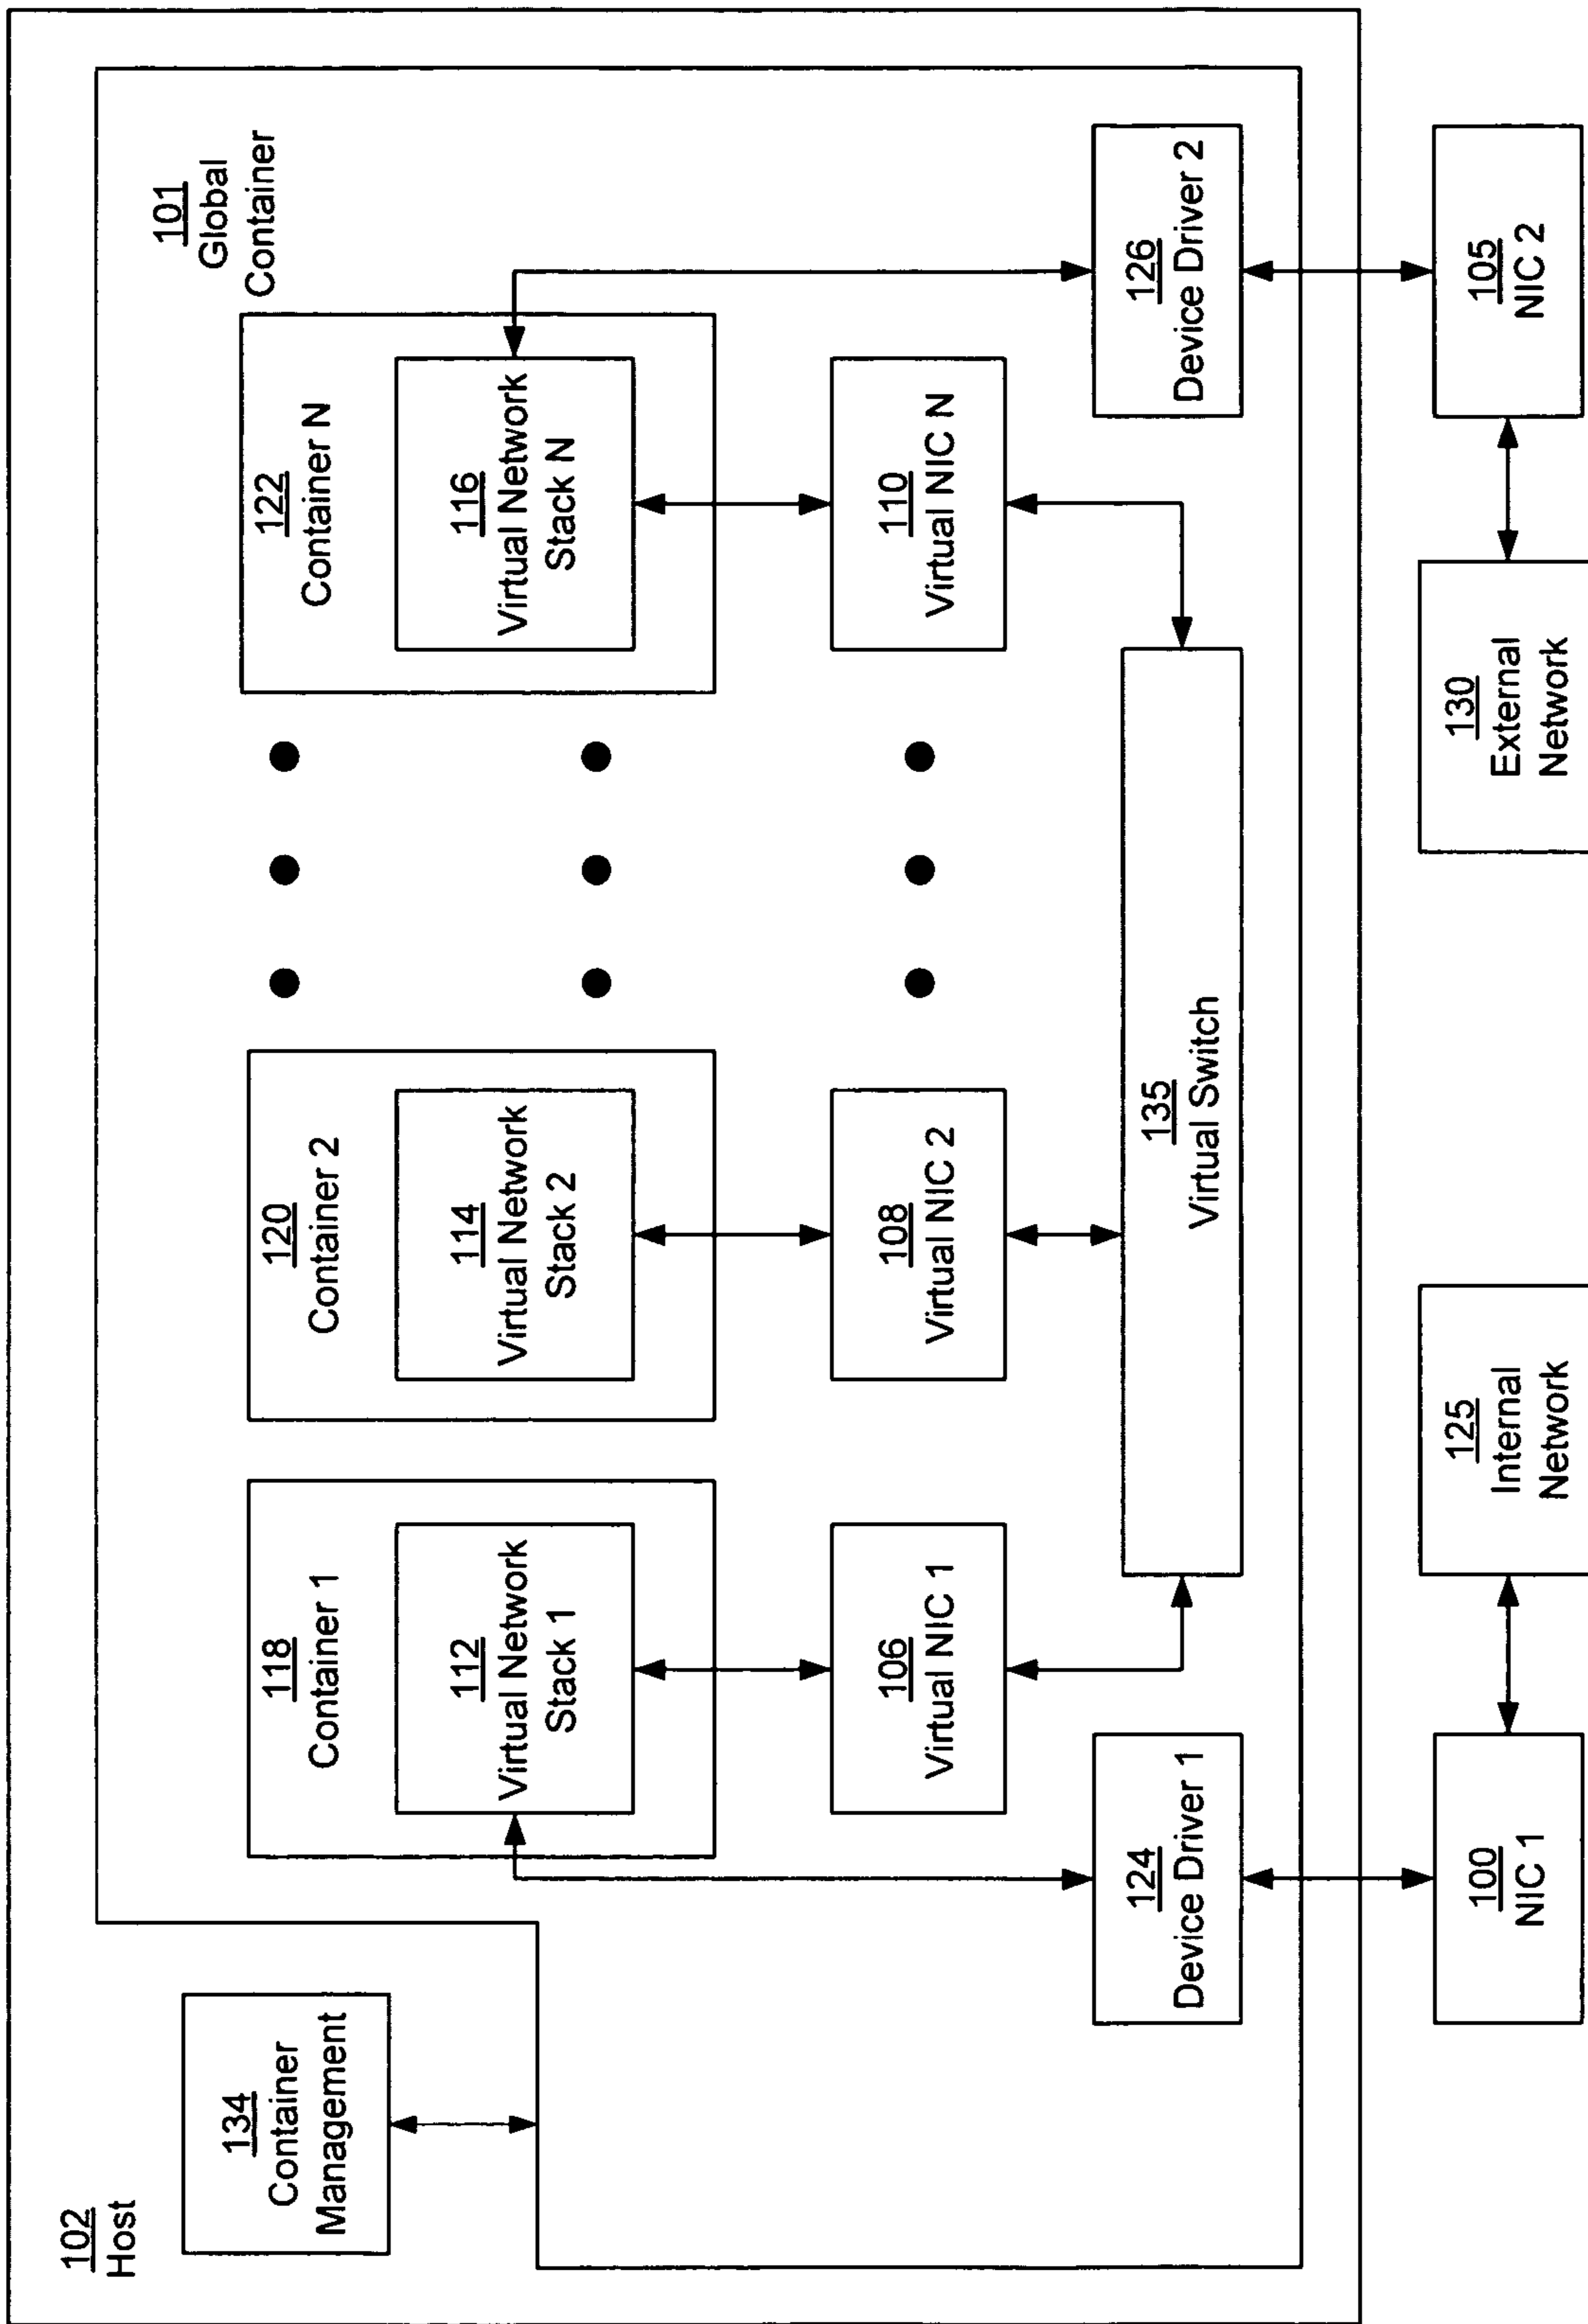 102
Host
134
Container
Management
101
Global
Container
118
Container 1
112
Virtual Network
Stack 1
120
Container 2
114
Virtual Network
Stack 2
122
Container N
116
Virtual Network
Stack N
106
Virtual NIC 1
108
Virtual NIC 2
110
Virtual NIC N
124
Device Driver 1
135
Virtual Switch
126
Device Driver 2
100
NIC 1
125
Internal
Network
130
External
Network
105
NIC 2